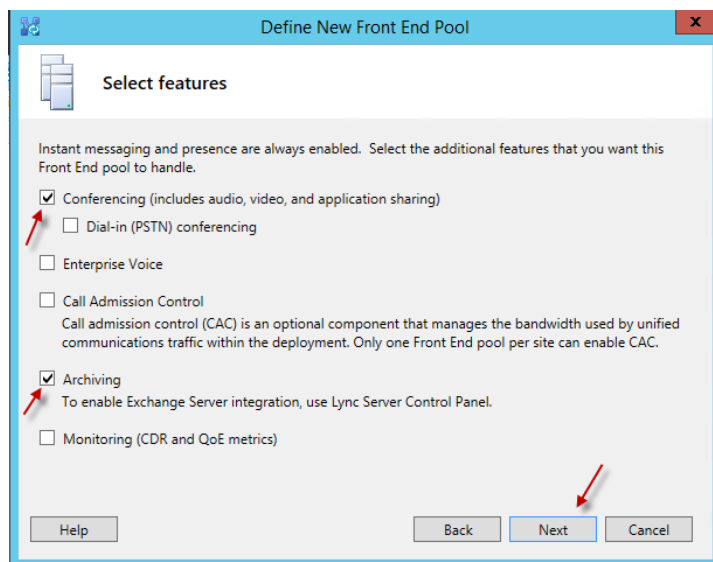 Define New Front End Pool
x
Select features
Instant messaging and presence are always enabled. Select the additional features that you want this
Front End pool to handle.
Conferencing (includes audio, video, and application sharing)
Dial-in (PSTN) conferencing
Enterprise Voice
Call Admission Control
Call admission control (CAC) is an optional component that manages the bandwidth used by unified
communications traffic within the deployment. Only one Front End pool per site can enable CAC.
Archiving
To enable Exchange Server integration, use Lync Server Control Panel.
Monitoring (CDR and QoE metrics)
Help Back Next Cancel